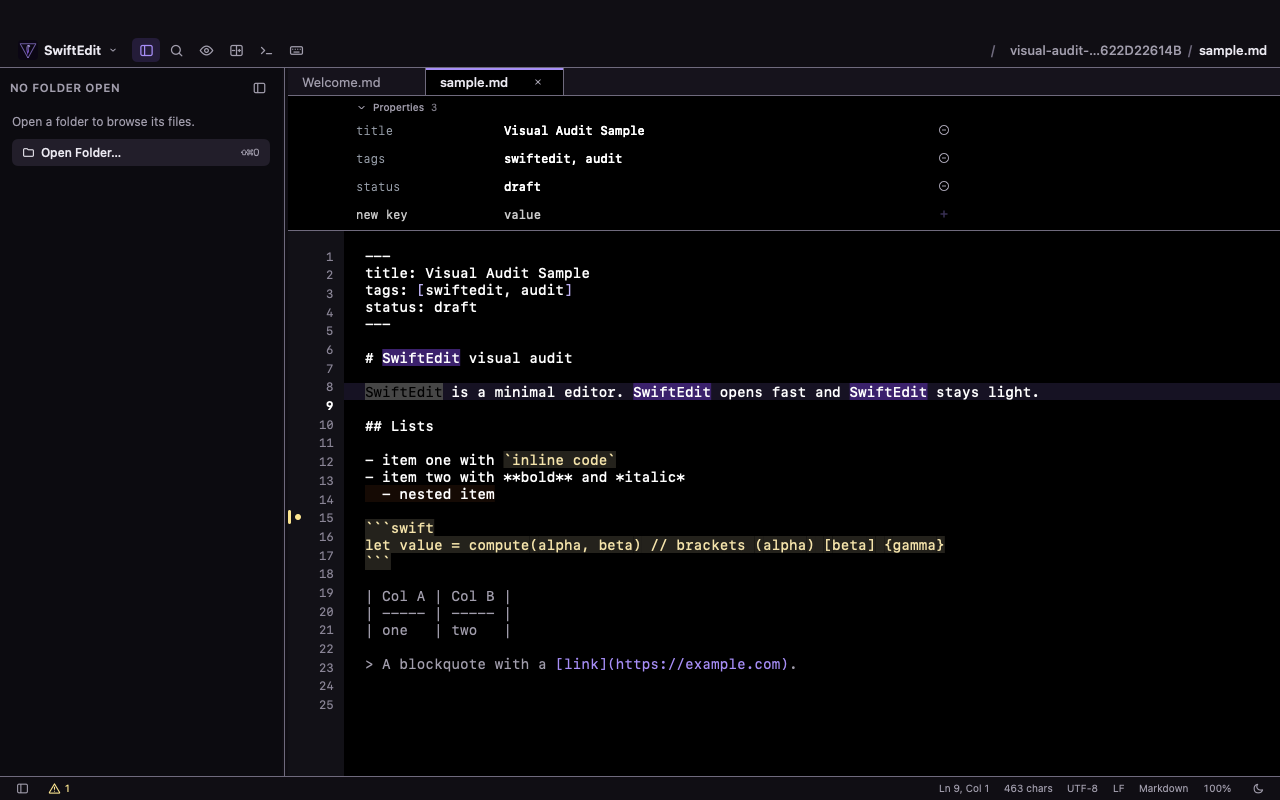 SwiftEdit
/ visual-audit-...622D22614B / sample.md
NO FOLDER OPEN
Open a folder to browse its files.
Open Folder... ⇧⌘O
Welcome.md
sample.md ×
Properties 3
title Visual Audit Sample
tags swiftedit, audit
status draft
new key value +
1 ---
2 title: Visual Audit Sample
3 tags: [swiftedit, audit]
4 status: draft
5 ---
6
7 # SwiftEdit visual audit
8
9 SwiftEdit is a minimal editor. SwiftEdit opens fast and SwiftEdit stays light.
10
11 ## Lists
12
13 - item one with `inline code`
14 - item two with **bold** and *italic*
15   - nested item
16
17 ```swift
18 let value = compute(alpha, beta) // brackets (alpha) [beta] {gamma}
19 ```
20
21 | Col A | Col B |
22 | ----- | ----- |
23 | one   | two   |
24
25 > A blockquote with a [link](https://example.com).
1
Ln 9, Col 1 463 chars UTF-8 LF Markdown 100%